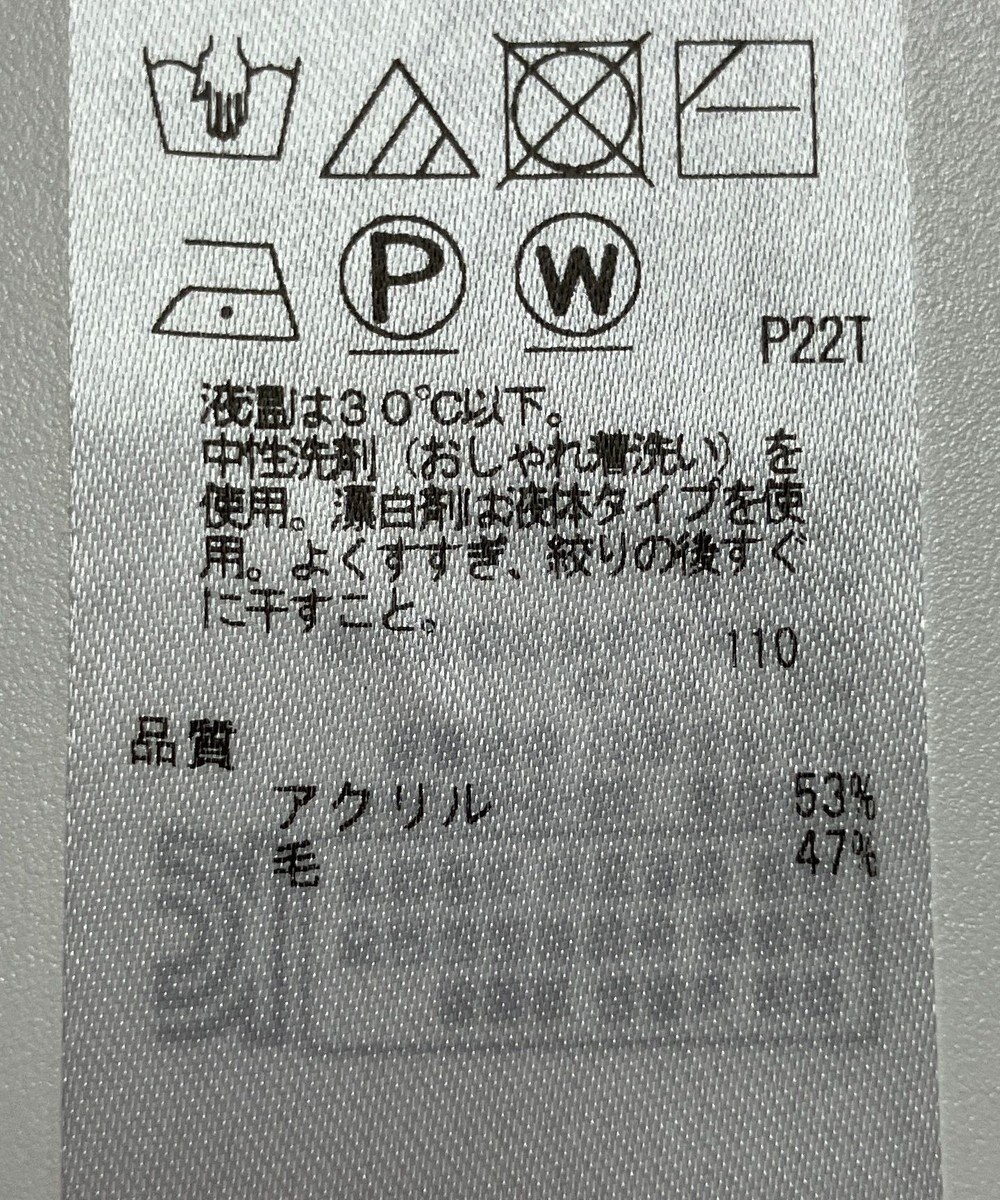 P
W
P22T
液温は30℃以下。
中性洗剤（おしゃれ着洗い）を
使用。漂白剤は液体タイプを使
用。よくすすぎ、絞りの後すぐ
に干すこと。
110
品質
アクリル 53%
毛 47%